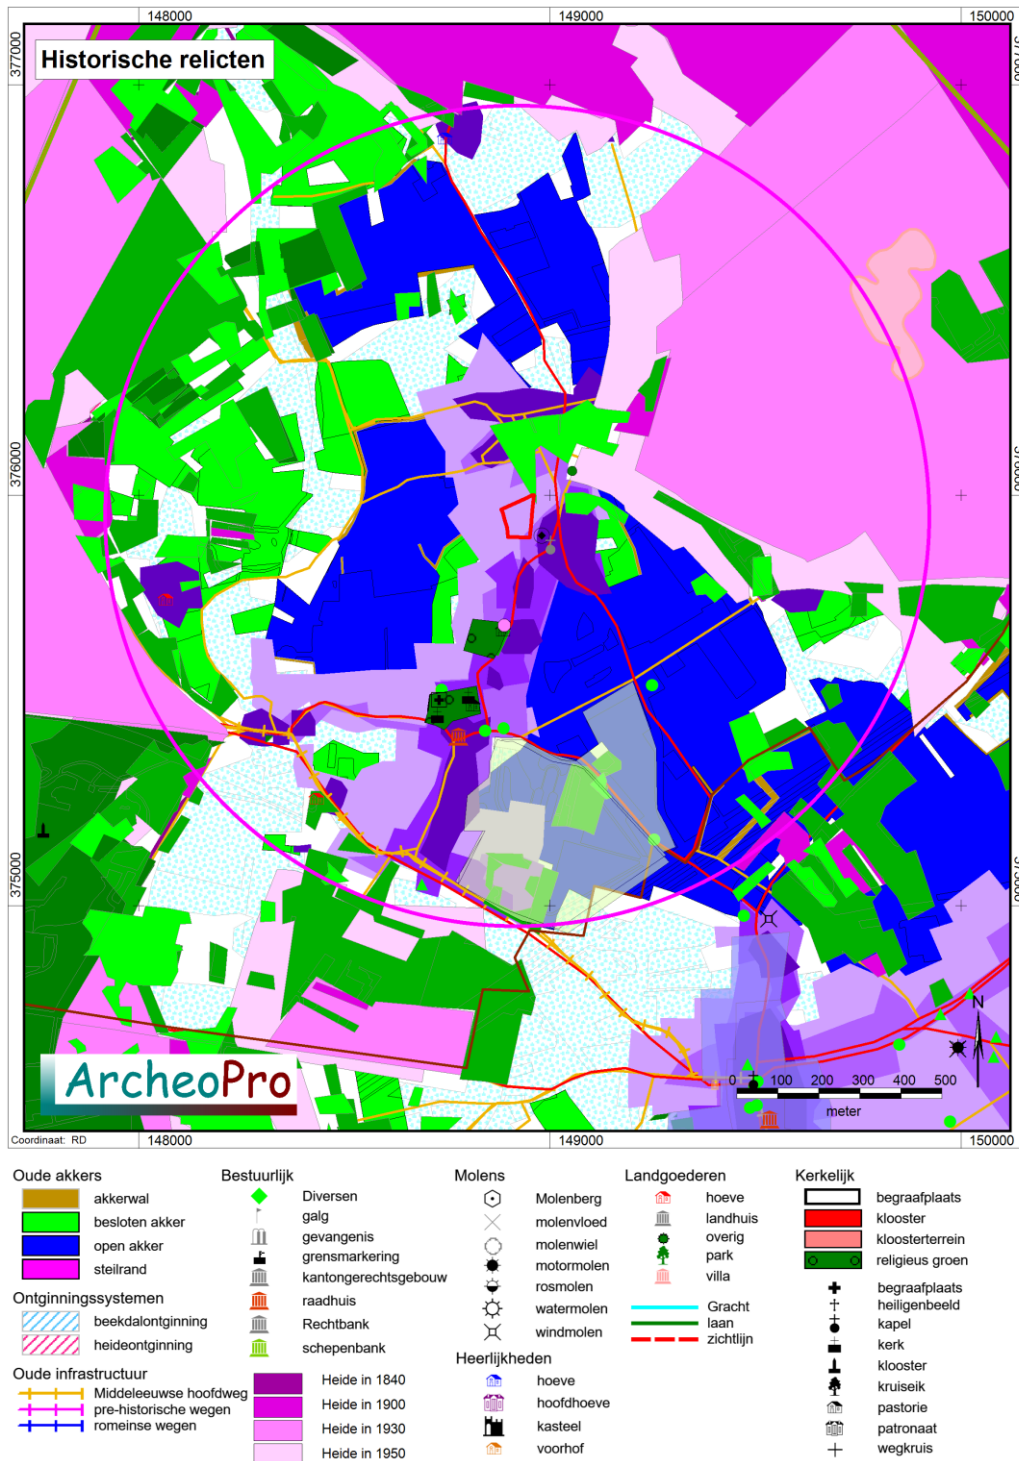 148000
149000
150000
377000
377000
Historische relicten
376000
376000
375000
375000
N
0 100 200 300 400 500
meter
ArcheoPro
Coordinaat: RD
148000
149000
150000
Oude akkers
akkerwal
besloten akker
open akker
steilrand
Ontginningssystemen
beekdalontginning
heideontginning
Oude infrastructuur
Middeleeuwse hoofdweg
pre-historische wegen
romeinse wegen
Bestuurlijk
Diversen
galg
gevangenis
grensmarkering
kantongerechtsgebouw
raadhuis
Rechtbank
schepenbank
Heide in 1840
Heide in 1900
Heide in 1930
Heide in 1950
Molens
Molenberg
molenvloed
molenwiel
motormolen
rosmolen
watermolen
windmolen
Heerlijkheden
hoeve
hoofdhoeve
kasteel
voorhof
Landgoederen
hoeve
landhuis
overig
park
villa
Gracht
laan
zichtlijn
Kerkelijk
begraafplaats
klooster
kloosterterrein
religieus groen
begraafplaats
heiligenbeeld
kapel
kerk
klooster
kruiseik
pastorie
patronaat
wegkruis